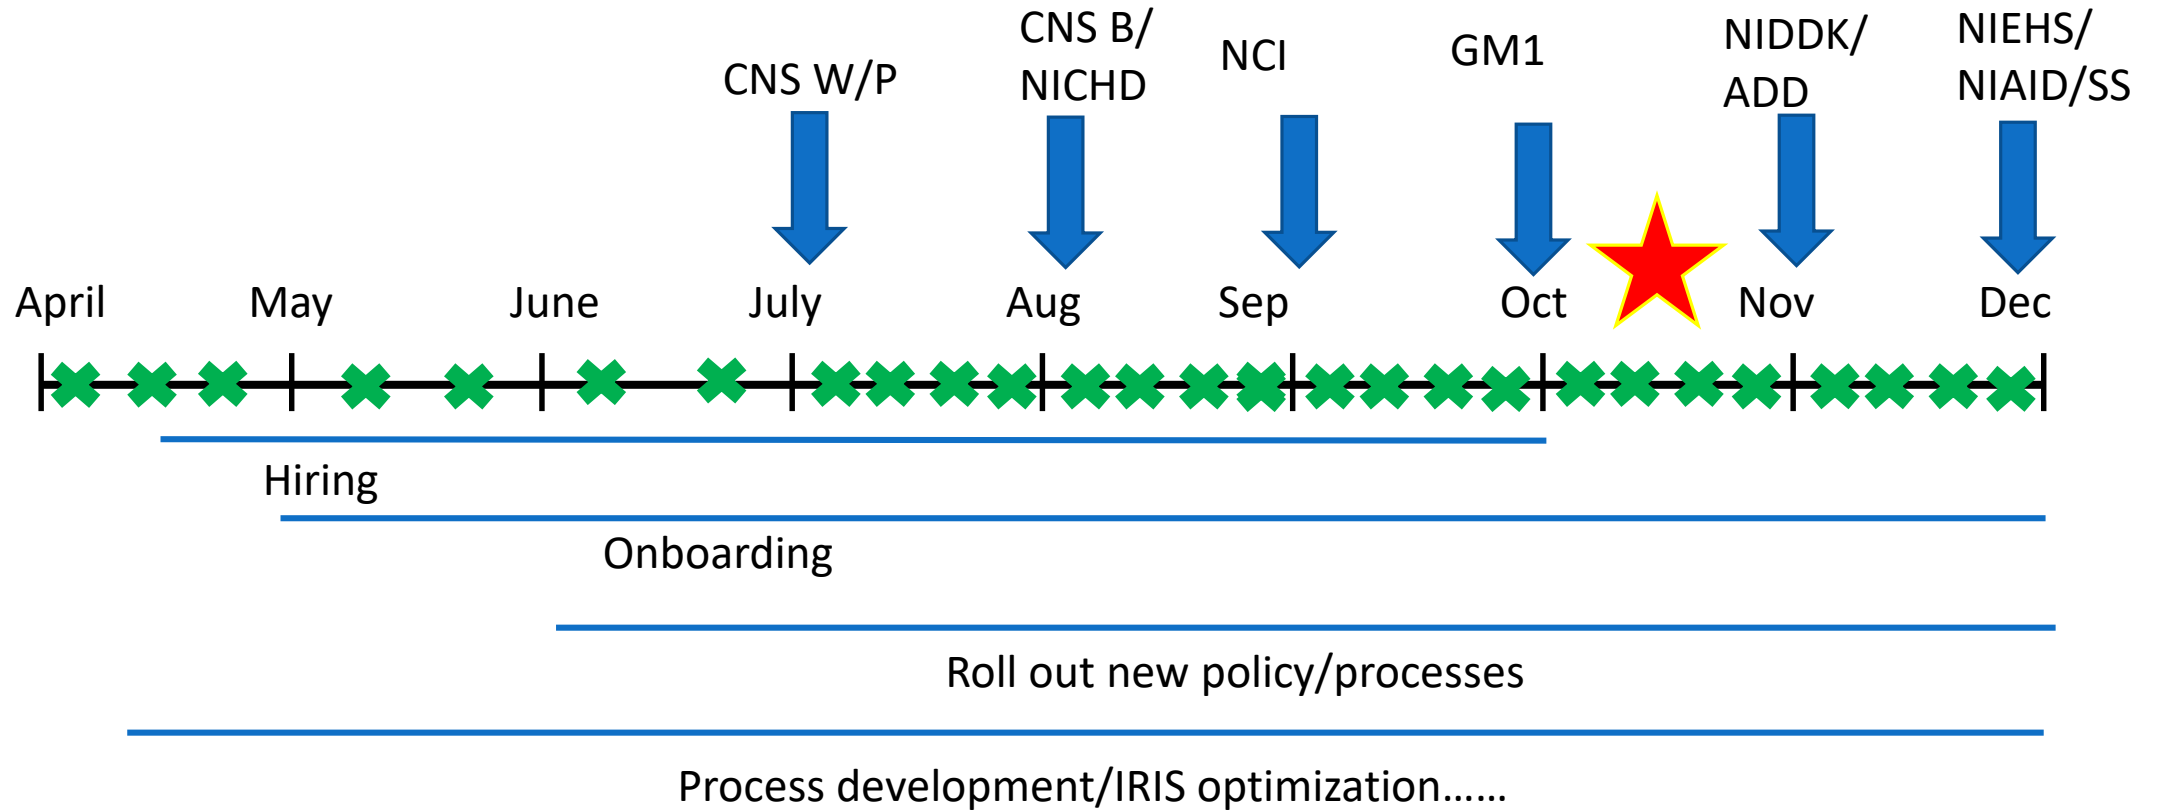 CNS W/P
CNS B/
NICHD
NCI
GM1
NIDDK/
ADD
NIEHS/
NIAID/SS
April
May
June
July
Aug
Sep
Oct
Nov
Dec
Hiring
Onboarding
Roll out new policy/processes
Process development/IRIS optimization......